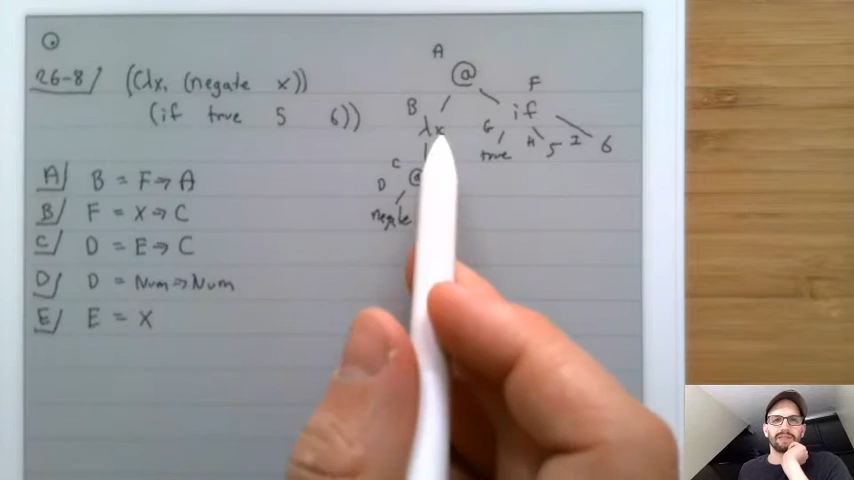 26-8/ ((λx. (negate x))
(if true 5 6))
A/ B = F → A
B/ F = X → C
C/ D = E → C
D/ D = Num → Num
E/ E = X
A
@
F
B
if
λx
G
true
H
5
I
6
C
D
@
negate